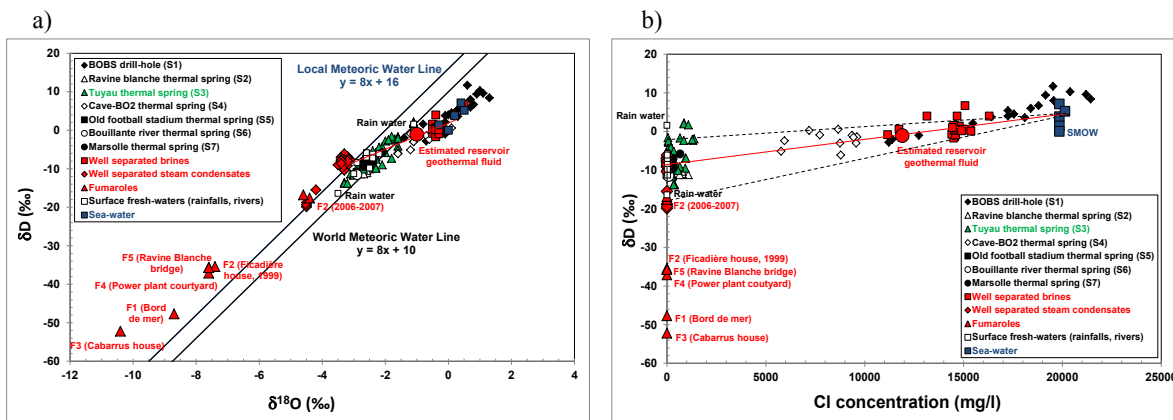 a)
20
10
0
-10
-20
-30
-40
-50
-60
δD (‰)
BOBS drill-hole (S1)
Ravine blanche thermal spring (S2)
Tuyau thermal spring (S3)
Cave-BO2 thermal spring (S4)
Old football stadium thermal spring (S5)
Bouillante river thermal spring (S6)
Marsolle thermal spring (S7)
Well separated brines
Well separated steam condensates
Fumaroles
Surface fresh-waters (rainfalls, rivers)
Sea-water
Local Meteoric Water Line
y = 8x + 16
Rain water
Estimated reservoir
geothermal fluid
Rain water
F2 (2006-2007)
World Meteoric Water Line
y = 8x + 10
F5 (Ravine Blanche
bridge)
F2 (Ficadière
house, 1999)
F4 (Power plant courtyard)
F1 (Bord
de mer)
F3 (Cabarrus house)
-12
-10
-8
-6
-4
-2
0
2
4
δ18O (‰)
b)
20
10
0
-10
-20
-30
-40
-50
-60
δD (‰)
Rain water
SMOW
Estimated reservoir
geothermal fluid
Rain water
F2 (2006-2007)
F2 (Ficadière house, 1999)
F5 (Ravine Blanche bridge)
F4 (Power plant courtyard)
F1 (Bord de mer)
F3 (Cabarrus house)
BOBS drill-hole (S1)
Ravine blanche thermal spring (S2)
Tuyau thermal spring (S3)
Cave-BO2 thermal spring (S4)
Old football stadium thermal spring (S5)
Bouillante river thermal spring (S6)
Marsolle thermal spring (S7)
Well separated brines
Well separated steam condensates
Fumaroles
Surface fresh-waters (rainfalls, rivers)
Sea-water
0
5000
10000
15000
20000
25000
Cl concentration (mg/l)